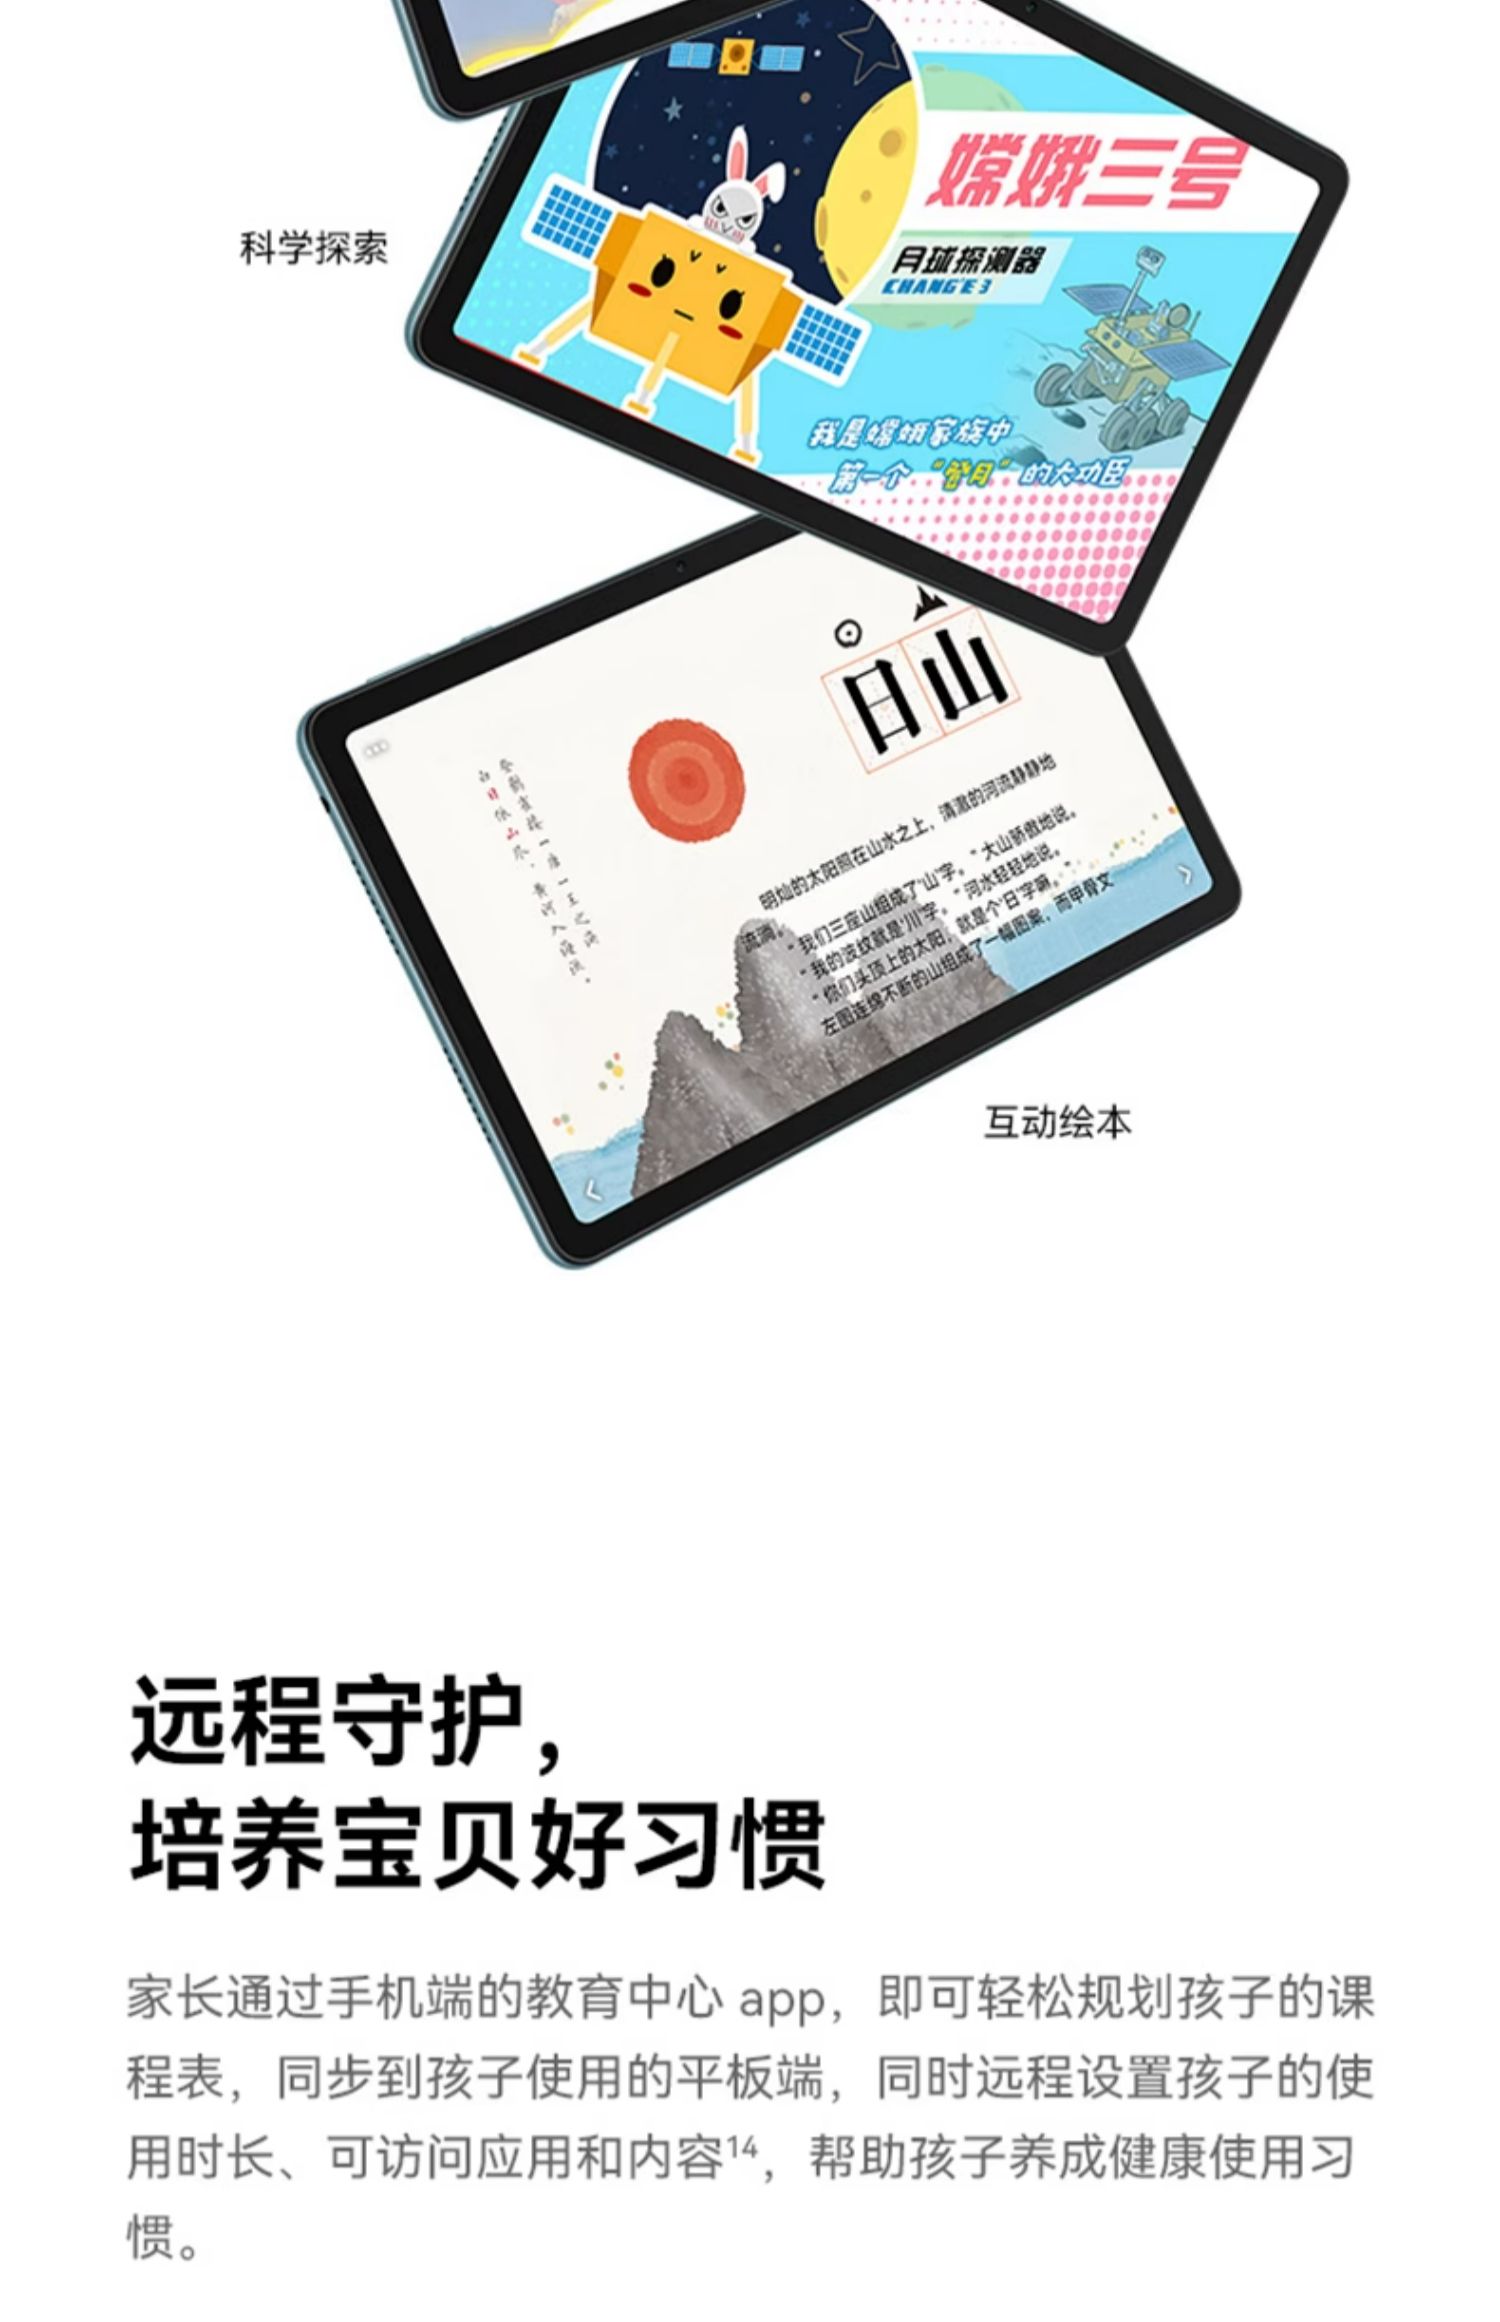 嫦娥三号
科学探索
月球探测器
CHANG'E 3
我是嫦娥家族中
第一个“登月”的大功臣
日山
登鹳雀楼-唐-王之涣
白日依山尽,黄河入海流。
明灿的太阳照在山水之上,清澈的河流静静地
流淌。
“我们三座山组成了‘山’字。”大山骄傲地说。
“我的波纹就是‘川’字。”河水轻轻地说。
“你们头顶上的太阳,就是个‘日’字嘛。”
左图连绵不断的山组成了一幅图案,而甲骨文
互动绘本
远程守护,
培养宝贝好习惯
家长通过手机端的教育中心 app,即可轻松规划孩子的课
程表,同步到孩子使用的平板端,同时远程设置孩子的使
用时长、可访问应用和内容¹⁴,帮助孩子养成健康使用习
惯。